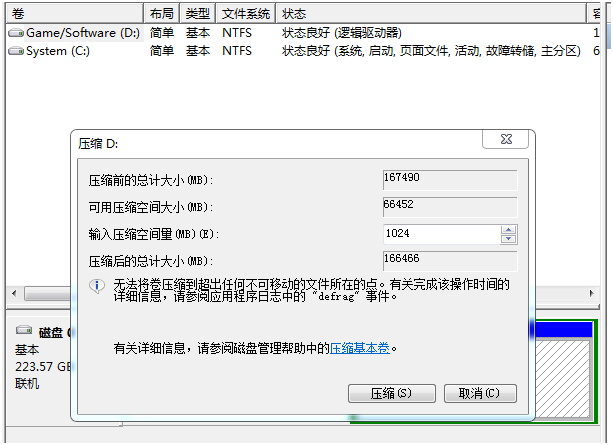 卷 布局 类型 文件系统 状态
Game/Software (D:) 简单 基本 NTFS 状态良好 (逻辑驱动器) 1
System (C:) 简单 基本 NTFS 状态良好 (系统, 启动, 页面文件, 活动, 故障转储, 主分区) 6
压缩 D:
压缩前的总计大小(MB): 167490
可用压缩空间大小(MB): 66452
输入压缩空间量(MB)(E): 1024
压缩后的总计大小(MB): 166466
无法将卷压缩到超出任何不可移动的文件所在的点。有关完成该操作时间的
详细信息，请参阅应用程序日志中的 "defrag" 事件。
有关详细信息，请参阅磁盘管理帮助中的压缩基本卷。
压缩(S) 取消(C)
磁盘
基本
223.57 GB
联机